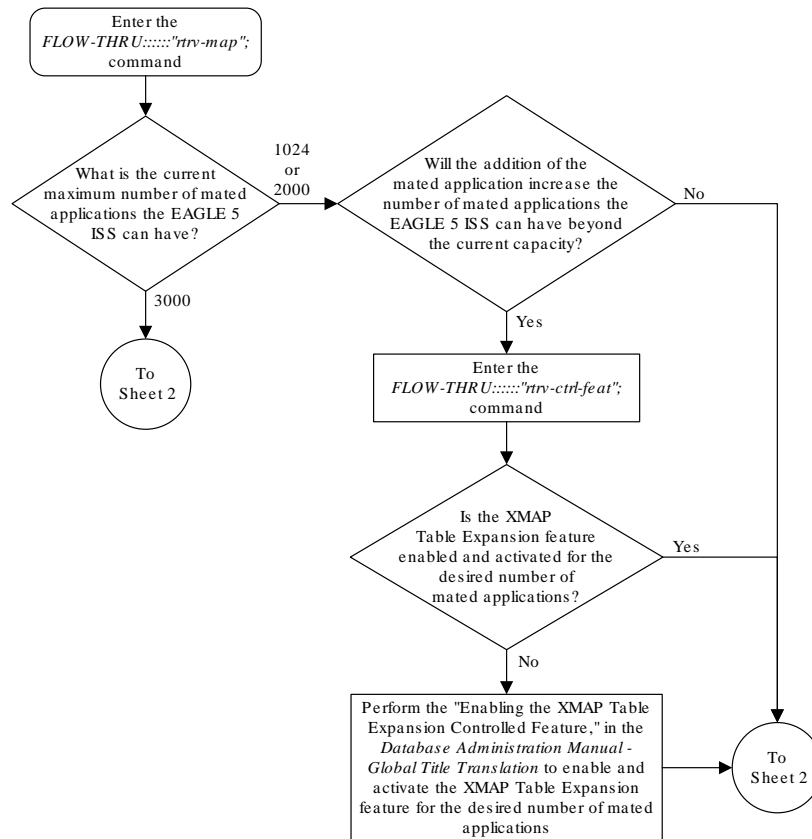 Enter the
FLOW-THRU::::::"rtrv-map";
command
What is the current
maximum number of mated
applications the EAGLE 5
ISS can have?
1024
or
2000
3000
To
Sheet 2
Will the addition of the
mated application increase the
number of mated applications the
EAGLE 5 ISS can have beyond
the current capacity?
No
Yes
Enter the
FLOW-THRU::::::"rtrv-ctrl-feat";
command
Is the XMAP
Table Expansion feature
enabled and activated for the
desired number of
mated applications?
Yes
No
Perform the "Enabling the XMAP Table
Expansion Controlled Feature," in the
Database Administration Manual -
Global Title Translation to enable and
activate the XMAP Table Expansion
feature for the desired number of mated
applications
To
Sheet 2